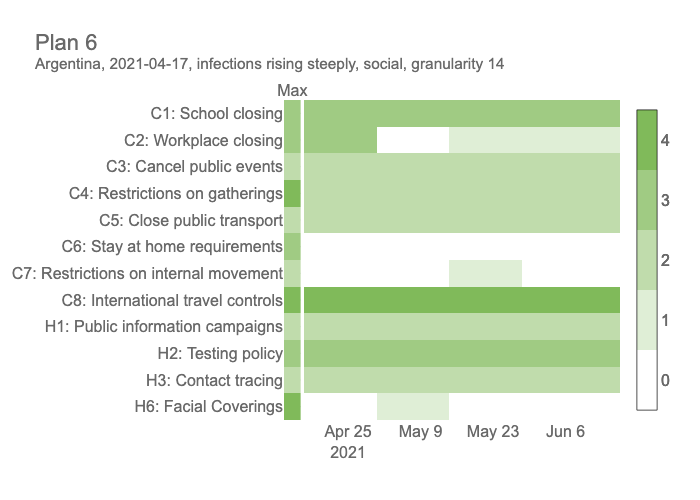 Plan 6
Argentina, 2021-04-17, infections rising steeply, social, granularity 14
Max
C1: School closing
C2: Workplace closing
C3: Cancel public events
C4: Restrictions on gatherings
C5: Close public transport
C6: Stay at home requirements
C7: Restrictions on internal movement
C8: International travel controls
H1: Public information campaigns
H2: Testing policy
H3: Contact tracing
H6: Facial Coverings
Apr 25 May 9 May 23 Jun 6
2021
4
3
2
1
0